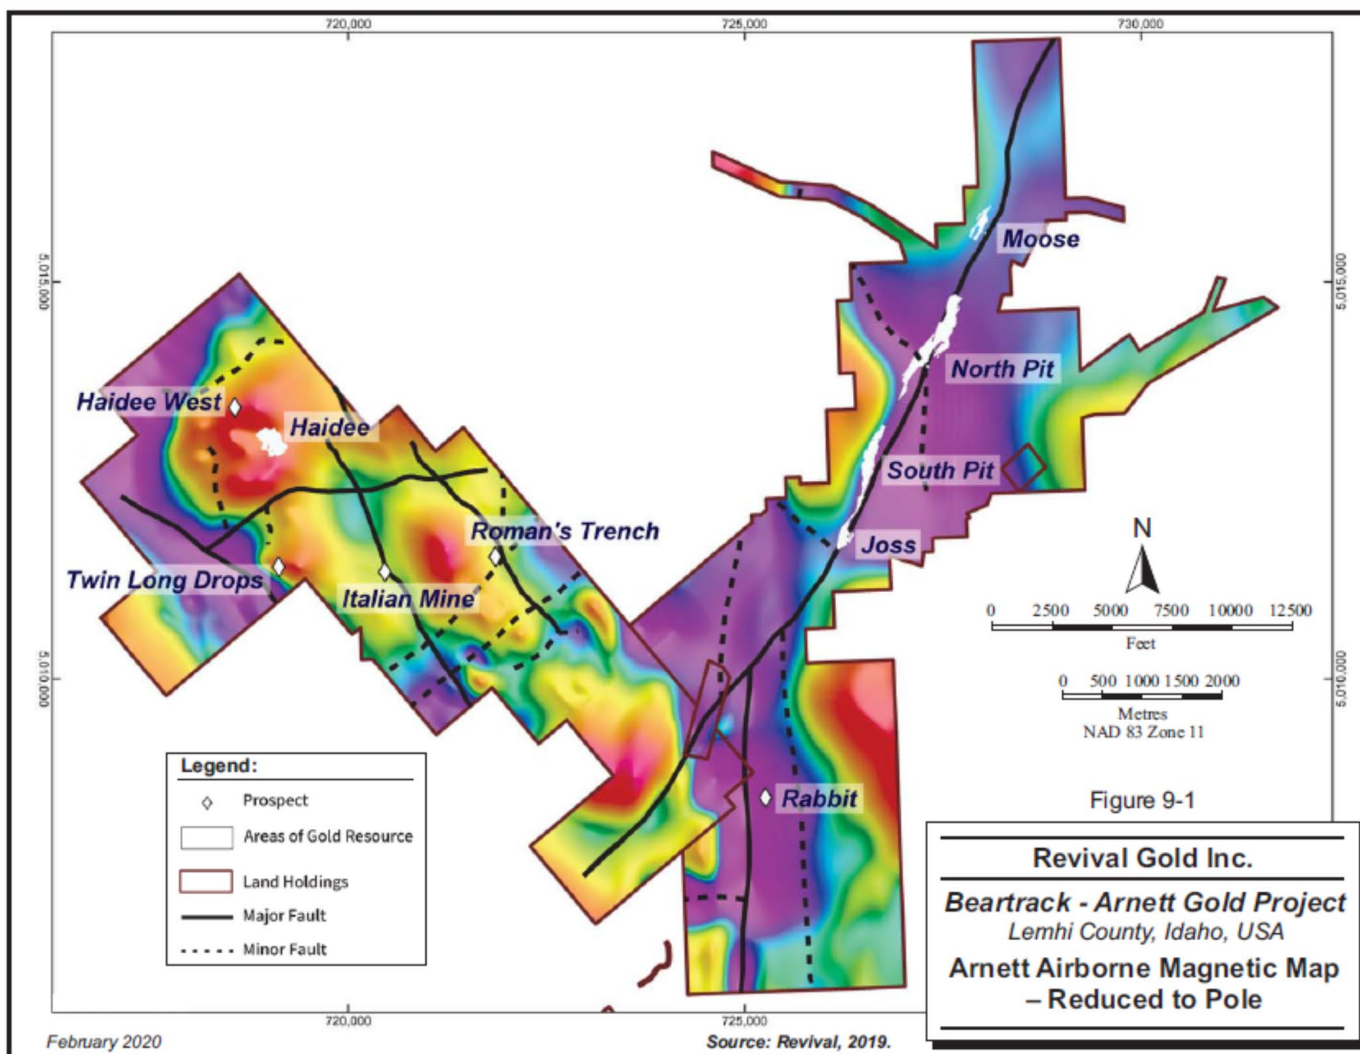 720,000
725,000
730,000
5,015,000
5,015,000
Moose
North Pit
Haidee West
Haidee
South Pit
Roman's Trench
Joss
Twin Long Drops
Italian Mine
N
0 2500 5000 7500 10000 12500
Feet
0 500 1000 1500 2000
Metres
NAD 83 Zone 11
5,010,000
5,010,000
Rabbit
Legend:
Prospect
Areas of Gold Resource
Land Holdings
Major Fault
Minor Fault
Figure 9-1
Revival Gold Inc.
Beartrack - Arnett Gold Project
Lemhi County, Idaho, USA
Arnett Airborne Magnetic Map
– Reduced to Pole
720,000
725,000
February 2020
Source: Revival, 2019.